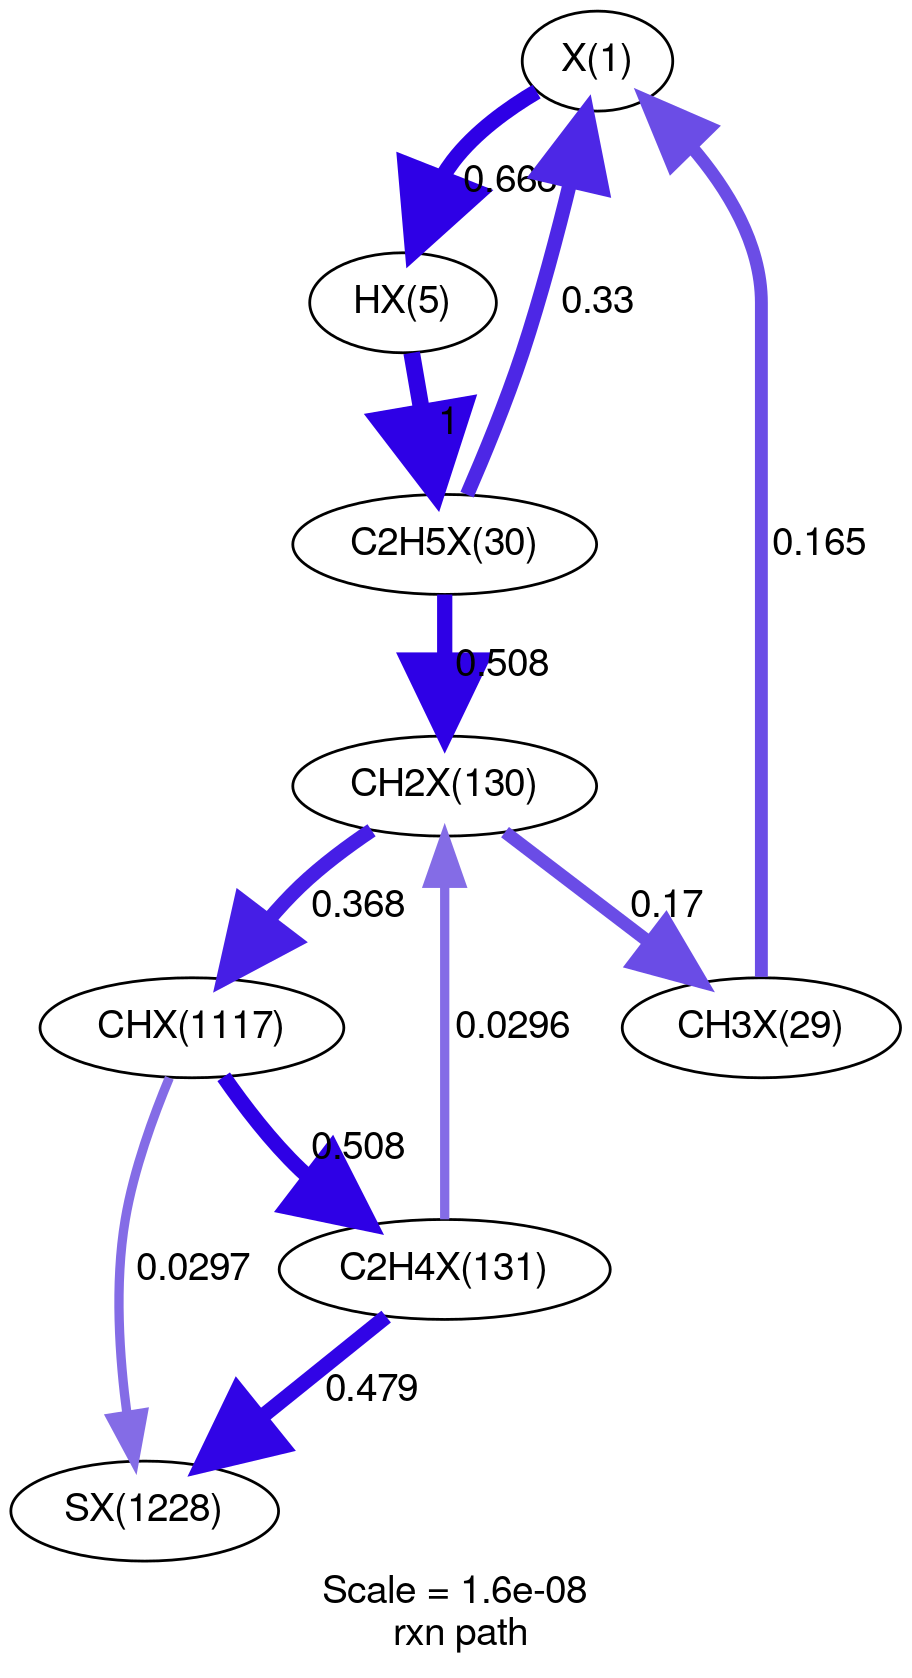 X(1)
HX(5)
0.33
1
C2H5X(30)
0.165
0.508
CH2X(130)
0.368
0.17
CHX(1117)
0.0296
CH3X(29)
0.508
0.0297
C2H4X(131)
0.479
SX(1228)
Scale = 1.6e-08
rxn path